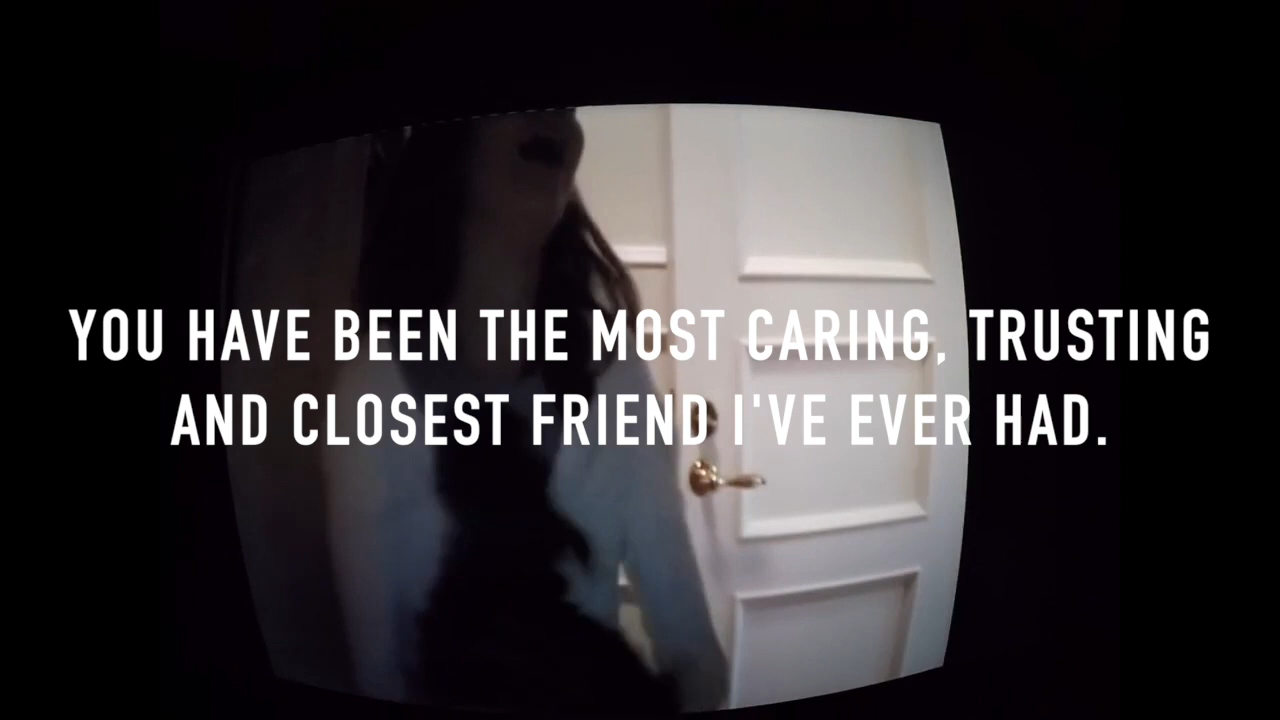 YOU HAVE BEEN THE MOST CARING, TRUSTING
AND CLOSEST FRIEND I'VE EVER HAD.